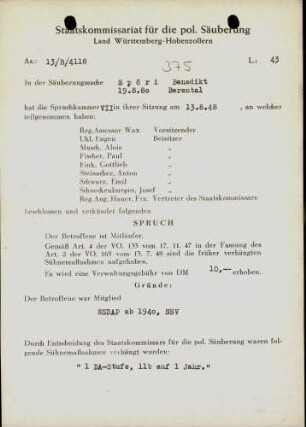 Staatskommissariat für die pol. Säuberung
Land Württemberg-Hohenzollern
Az.: 13/B/4118
375
L.: 43
In der Säuberungssache S p ö r i Benedikt
19.8.80 Bärental
hat die Spruchkammer VII in ihrer Sitzung am 13.8.48 , an welcher
teilgenommen haben:
Reg.Assessor Wax Vorsitzender
Uhl, Eugen Beisitzer
Musch, Alois „
Fischer, Paul „
Fink, Gottlieb „
Steinacher, Anton „
Schwarz, Emil „
Schneckenburger, Josef „
Reg.Ang. Hauer, Frz. Vertreter des Staatskommissars
beschlossen und verkündet folgenden
SPRUCH
Der Betroffene ist Mitläufer.
Gemäß Art. 4 der VO. 133 vom 17. 11. 47 in der Fassung des
Art. 2 der VO. 165 vom 13. 7. 48 sind die früher verhängten
Sühnemaßnahmen aufgehoben.
Es wird eine Verwaltungsgebühr von DM 10,— erhoben.
Gründe:
Der Betroffene war Mitglied
NSDAP ab 1940, NSV
Durch Entscheidung des Staatskommissars für die pol. Säuberung waren fol-
gende Sühnemaßnahmen verhängt worden:
"1 DA-Stufe, 11b auf 1 Jahr."